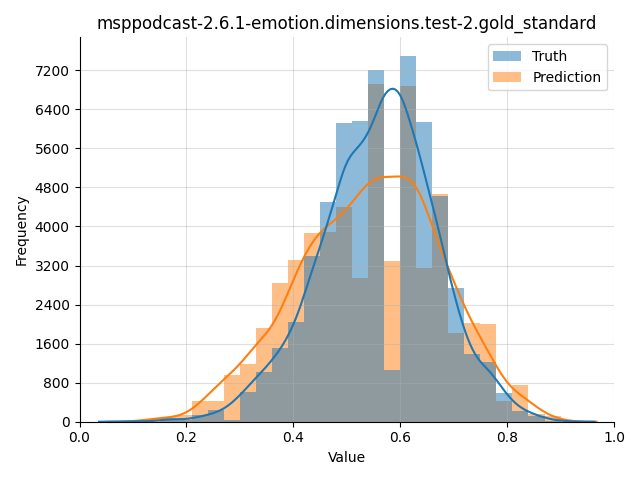 msppodcast-2.6.1-emotion.dimensions.test-2.gold_standard
Truth
Prediction
7200
6400
5600
4800
4000
3200
2400
1600
800
0
Frequency
0.0 0.2 0.4 0.6 0.8 1.0
Value